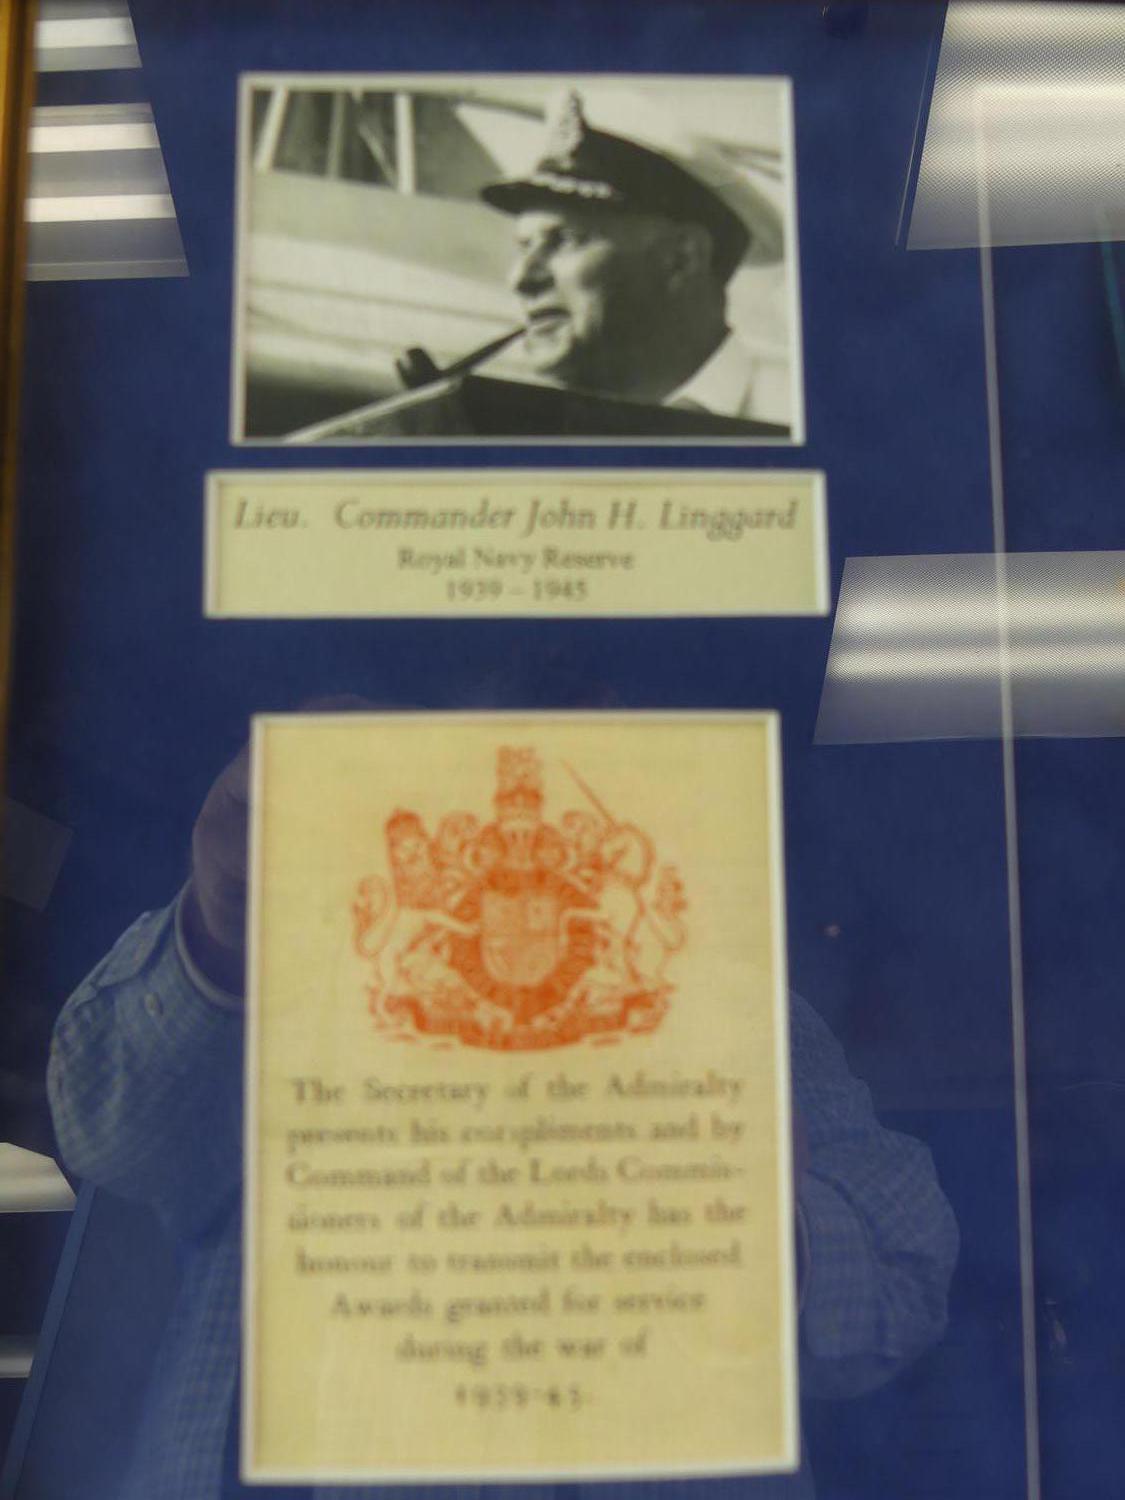 Lieu. Commander John H. Linggard
Royal Navy Reserve
1939 – 1945
The Secretary of the Admiralty
presents his compliments and by
Command of the Lords Commis-
sioners of the Admiralty has the
honour to transmit the enclosed
Awards granted for service
during the war of
1939-45.